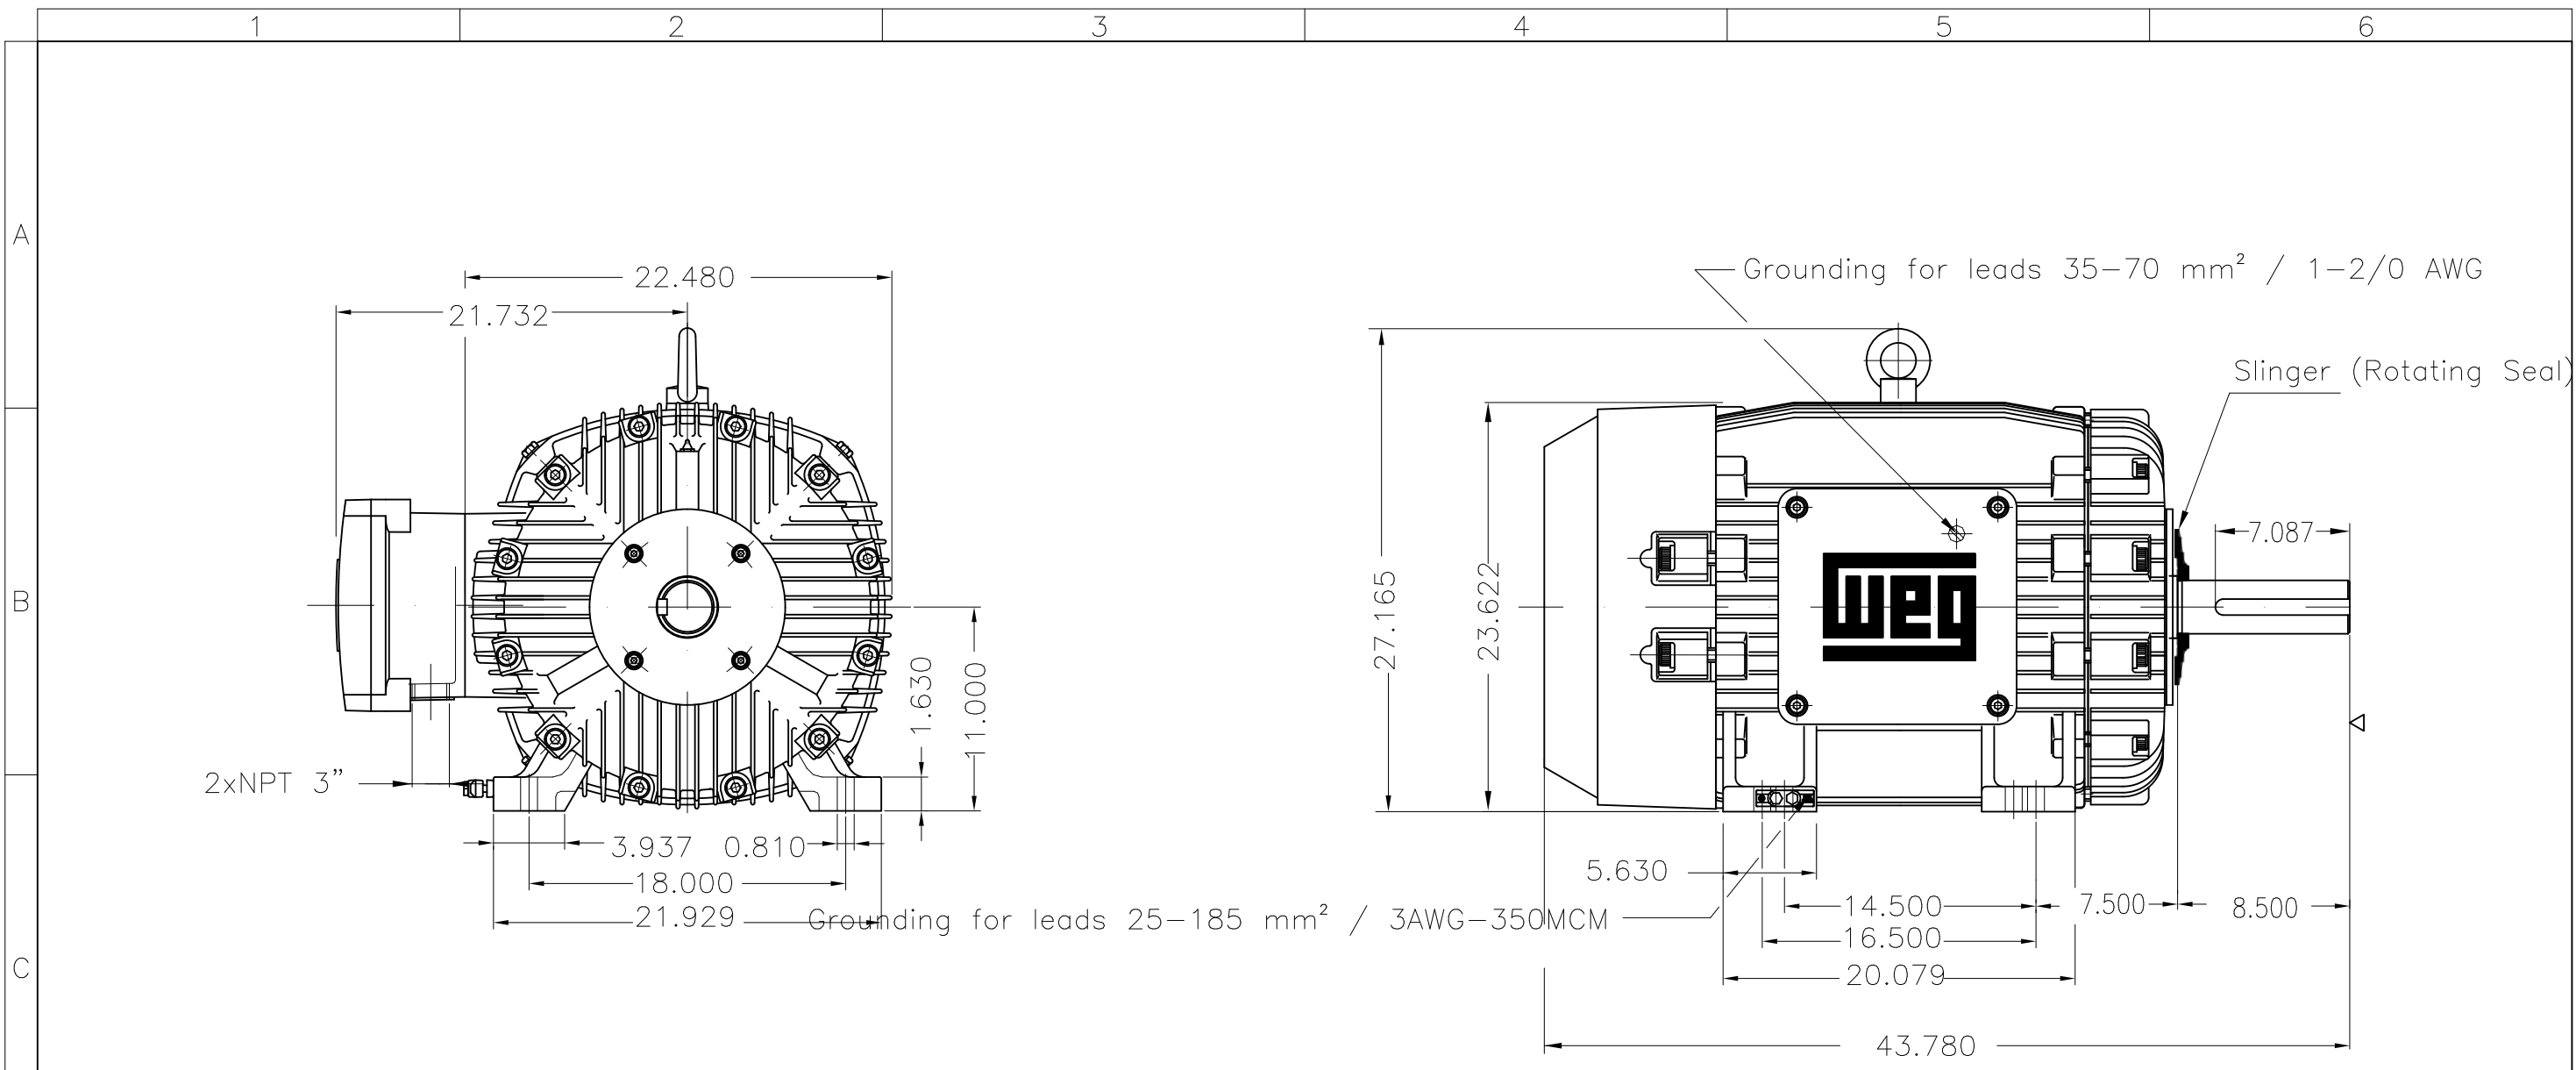 1 2 3 4 5 6
A
22.480
Grounding for leads 35-70 mm² / 1-2/0 AWG
21.732
Slinger (Rotating Seal)
7.087
B
27.165
23.622
weg
1.630
11.000
2xNPT 3"
3.937 0.810
5.630
18.000
14.500 7.500 8.500
21.929
Grounding for leads 25-185 mm² / 3AWG-350MCM
16.500
C
20.079
43.780